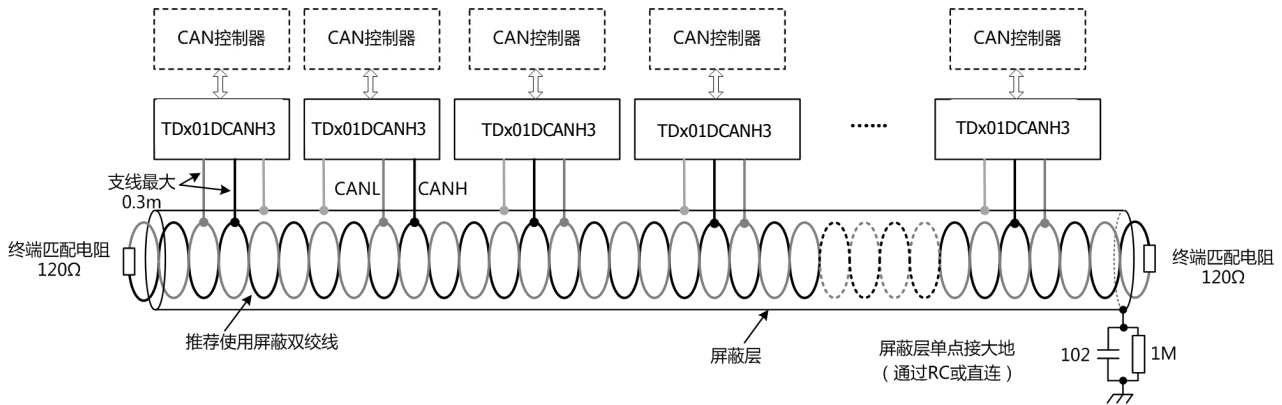 CAN控制器
CAN控制器
CAN控制器
CAN控制器
CAN控制器
TDx01DCANH3
TDx01DCANH3
TDx01DCANH3
TDx01DCANH3
······
TDx01DCANH3
支线最大
0.3m
CANL
CANH
终端匹配电阻
120Ω
终端匹配电阻
120Ω
推荐使用屏蔽双绞线
屏蔽层
屏蔽层单点接大地
（通过RC或直连）
102
1M